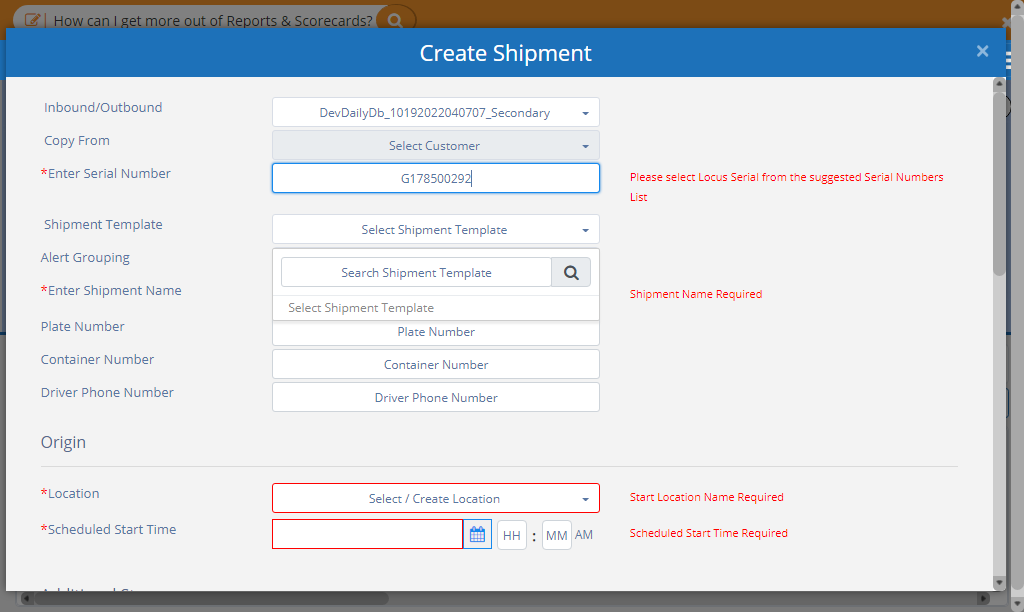 How can I get more out of Reports & Scorecards?
Create Shipment ×
Inbound/Outbound DevDailyDb_10192022040707_Secondary
Copy From Select Customer
*Enter Serial Number G178500292 Please select Locus Serial from the suggested Serial Numbers
List
Shipment Template Select Shipment Template
Alert Grouping Search Shipment Template
*Enter Shipment Name Shipment Name Required
Select Shipment Template
Plate Number Plate Number
Container Number Container Number
Driver Phone Number Driver Phone Number
Origin
*Location Select / Create Location Start Location Name Required
*Scheduled Start Time HH : MM AM Scheduled Start Time Required